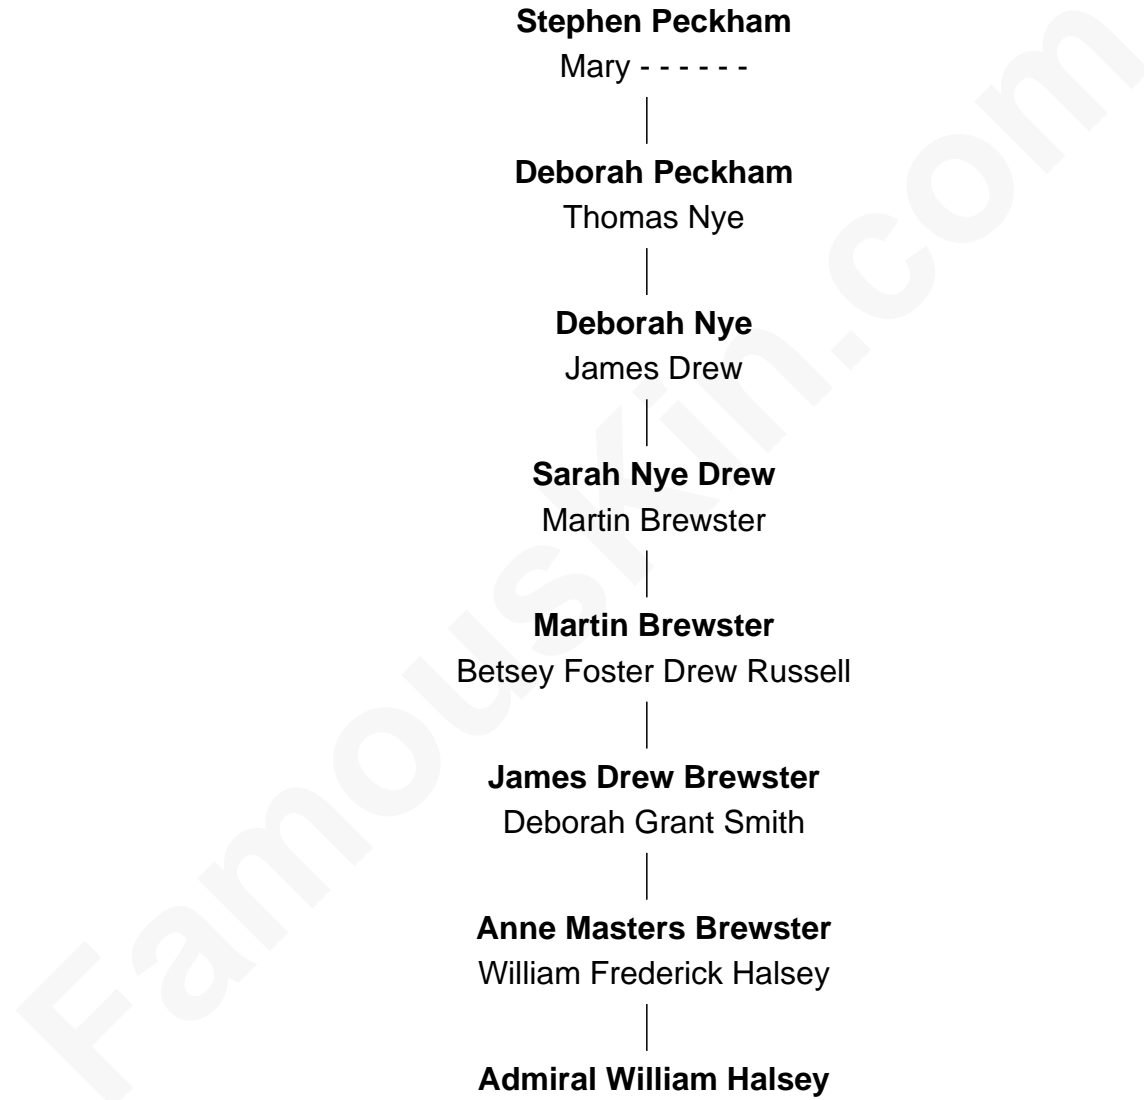 Stephen Peckham
Mary - - - - - -
Deborah Peckham
Thomas Nye
Deborah Nye
James Drew
Sarah Nye Drew
Martin Brewster
Martin Brewster
Betsey Foster Drew Russell
James Drew Brewster
Deborah Grant Smith
Anne Masters Brewster
William Frederick Halsey
Admiral William Halsey
FamousKin.com